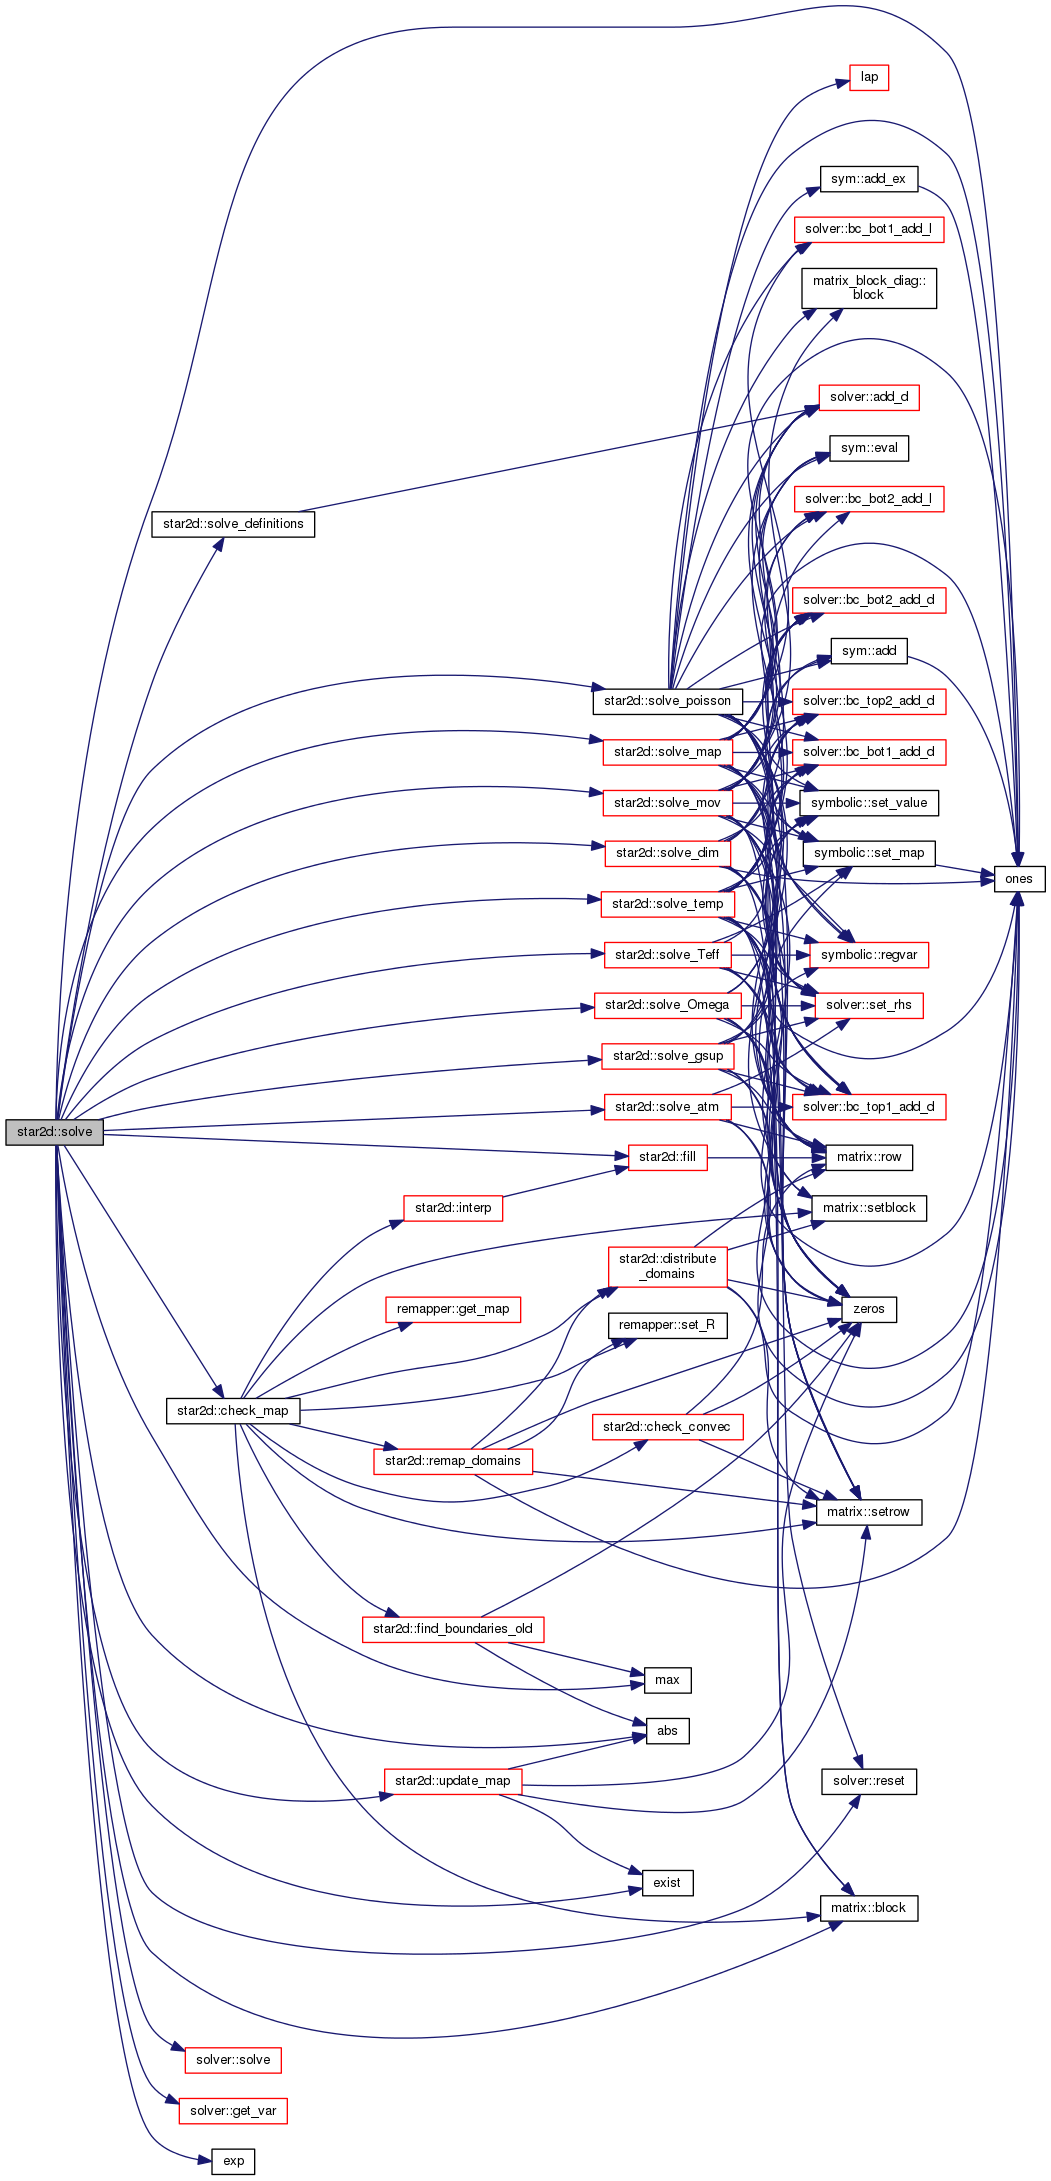 lap
sym::add_ex
solver::bc_bot1_add_l
matrix_block_diag::
block
solver::add_d
sym::eval
solver::bc_bot2_add_l
star2d::solve_definitions
solver::bc_bot2_add_d
sym::add
star2d::solve_poisson
solver::bc_top2_add_d
star2d::solve_map
solver::bc_bot1_add_d
star2d::solve_mov
symbolic::set_value
star2d::solve_dim
symbolic::set_map
ones
star2d::solve_temp
star2d::solve_Teff
symbolic::regvar
star2d::solve_Omega
solver::set_rhs
star2d::solve_gsup
star2d::solve_atm
solver::bc_top1_add_d
star2d::solve
star2d::fill
matrix::row
star2d::interp
matrix::setblock
star2d::distribute
_domains
remapper::get_map
zeros
remapper::set_R
star2d::check_map
star2d::check_convec
star2d::remap_domains
matrix::setrow
star2d::find_boundaries_old
max
abs
star2d::update_map
solver::reset
exist
matrix::block
solver::solve
solver::get_var
exp